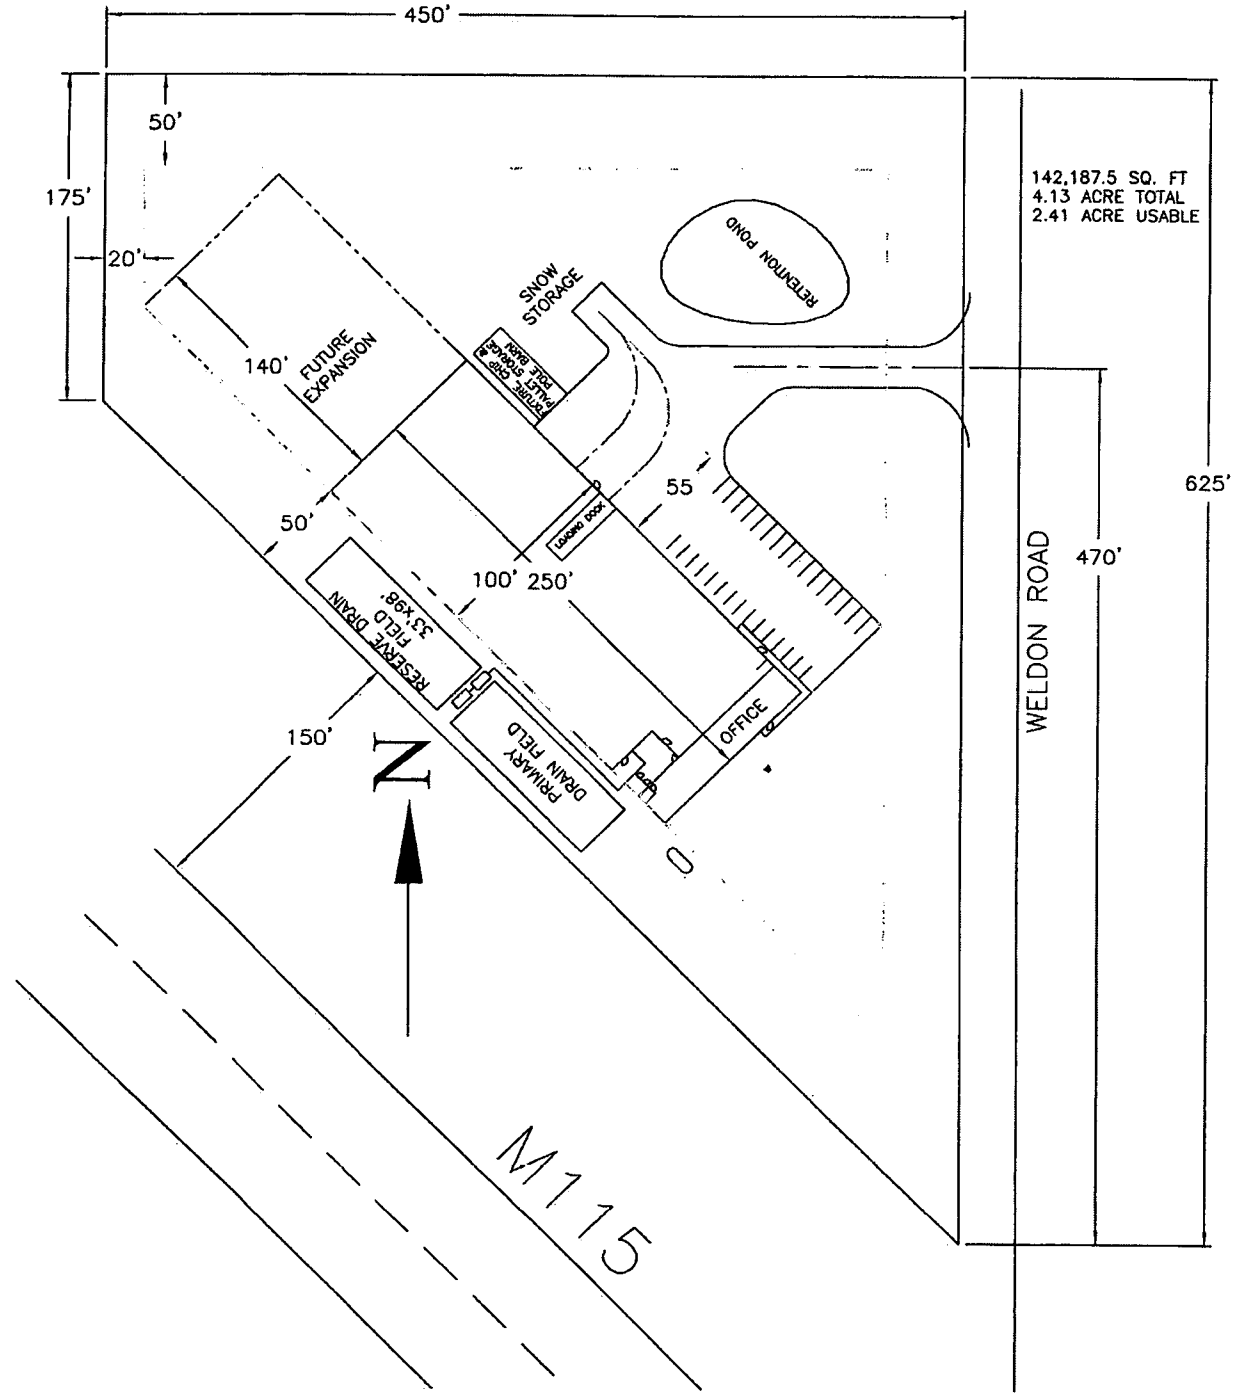 450'
50'
175'
142,187.5 SQ. FT
4.13 ACRE TOTAL
2.41 ACRE USABLE
RETENTION POND
20'
SNOW
STORAGE
FIXTURE, CHIP &
PALLET STORAGE
POLE BARN
140'
FUTURE
EXPANSION
55
625'
50'
LOADING DOCK
470'
100'
250'
RESERVE DRAIN
FIELD
33'x98'
WELDON ROAD
OFFICE
150'
N
PRIMARY
DRAIN FIELD
M115